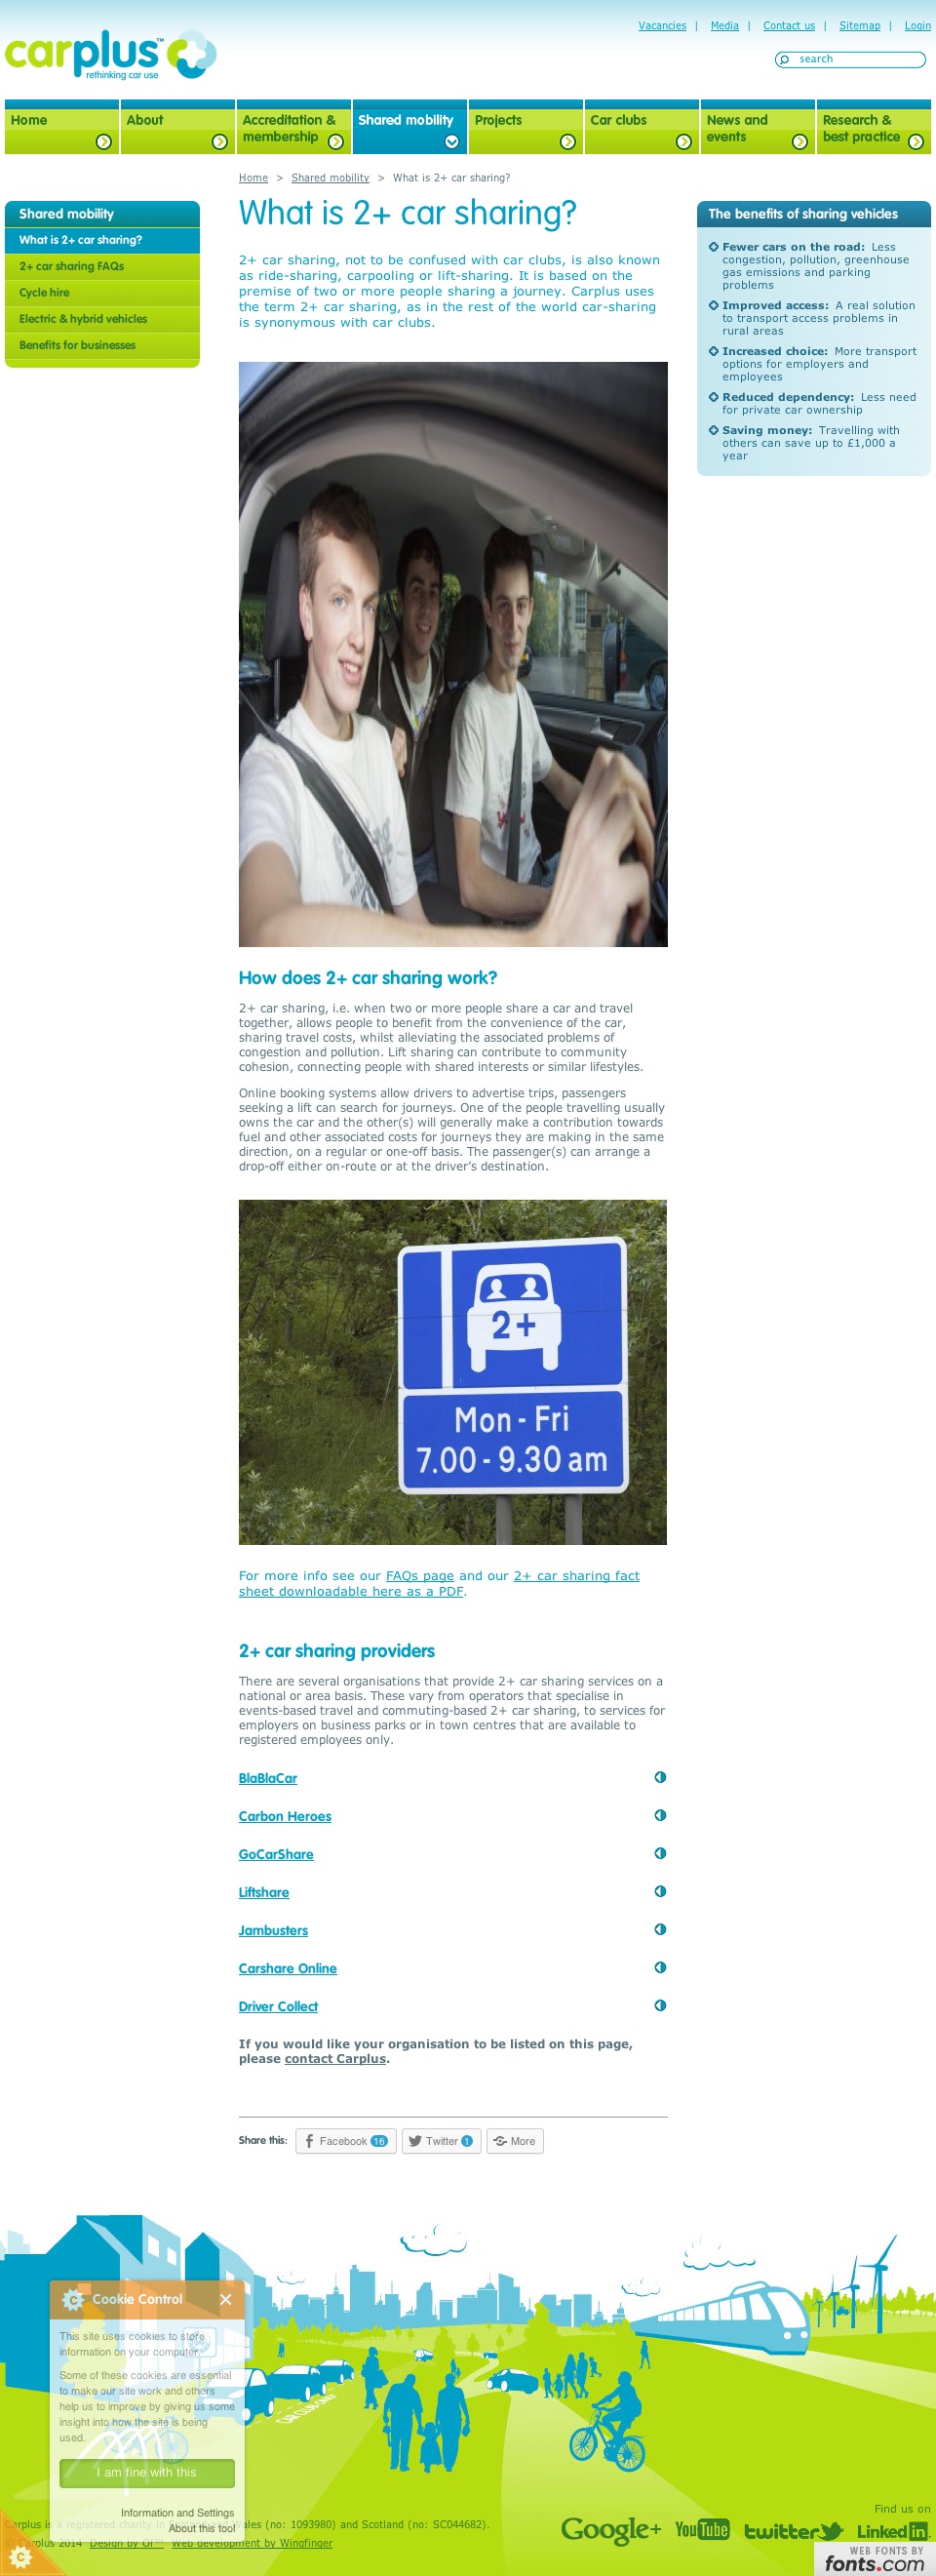 Vacancies | Media | Contact us | Sitemap | Login
carplus™
rethinking car use
search
Home
About
Accreditation &
membership
Shared mobility
Projects
Car clubs
News and
events
Research &
best practice
Home > Shared mobility > What is 2+ car sharing?
Shared mobility
What is 2+ car sharing?
2+ car sharing FAQs
Cycle hire
Electric & hybrid vehicles
Benefits for businesses
What is 2+ car sharing?
2+ car sharing, not to be confused with car clubs, is also known
as ride-sharing, carpooling or lift-sharing. It is based on the
premise of two or more people sharing a journey. Carplus uses
the term 2+ car sharing, as in the rest of the world car-sharing
is synonymous with car clubs.
The benefits of sharing vehicles
Fewer cars on the road: Less
congestion, pollution, greenhouse
gas emissions and parking
problems
Improved access: A real solution
to transport access problems in
rural areas
Increased choice: More transport
options for employers and
employees
Reduced dependency: Less need
for private car ownership
Saving money: Travelling with
others can save up to £1,000 a
year
How does 2+ car sharing work?
2+ car sharing, i.e. when two or more people share a car and travel
together, allows people to benefit from the convenience of the car,
sharing travel costs, whilst alleviating the associated problems of
congestion and pollution. Lift sharing can contribute to community
cohesion, connecting people with shared interests or similar lifestyles.
Online booking systems allow drivers to advertise trips, passengers
seeking a lift can search for journeys. One of the people travelling usually
owns the car and the other(s) will generally make a contribution towards
fuel and other associated costs for journeys they are making in the same
direction, on a regular or one-off basis. The passenger(s) can arrange a
drop-off either on-route or at the driver’s destination.
2+
Mon - Fri
7.00 - 9.30 am
For more info see our FAQs page and our 2+ car sharing fact
sheet downloadable here as a PDF.
2+ car sharing providers
There are several organisations that provide 2+ car sharing services on a
national or area basis. These vary from operators that specialise in
events-based travel and commuting-based 2+ car sharing, to services for
employers on business parks or in town centres that are available to
registered employees only.
BlaBlaCar
Carbon Heroes
GoCarShare
Liftshare
Jambusters
Carshare Online
Driver Collect
If you would like your organisation to be listed on this page,
please contact Carplus.
Share this: Facebook 16 Twitter 1 More
Cookie Control
This site uses cookies to store
information on your computer.
Some of these cookies are essential
to make our site work and others
help us to improve by giving us some
insight into how the site is being
used.
I am fine with this
Information and Settings
About this tool
Carplus is a registered charity in Wales (no: 1093980) and Scotland (no: SC044682).
Carplus 2014 Design by Web development by Wingfinger
Find us on
Google+ YouTube twitter Linked in
WEB FONTS BY
fonts.com